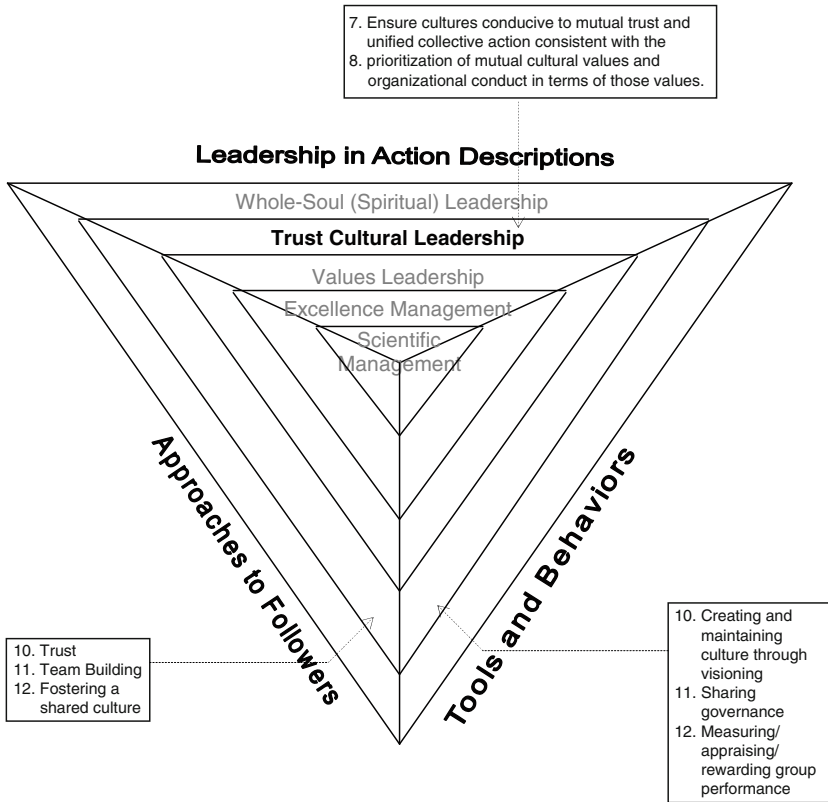 7. Ensure cultures conducive to mutual trust and
unified collective action consistent with the
8. prioritization of mutual cultural values and
organizational conduct in terms of those values.
Leadership in Action Descriptions
Whole-Soul (Spiritual) Leadership
Trust Cultural Leadership
Values Leadership
Excellence Management
Scientific
Management
Approaches to Followers
Tools and Behaviors
10. Trust
11. Team Building
12. Fostering a
shared culture
10. Creating and
maintaining
culture through
visioning
11. Sharing
governance
12. Measuring/
appraising/
rewarding group
performance